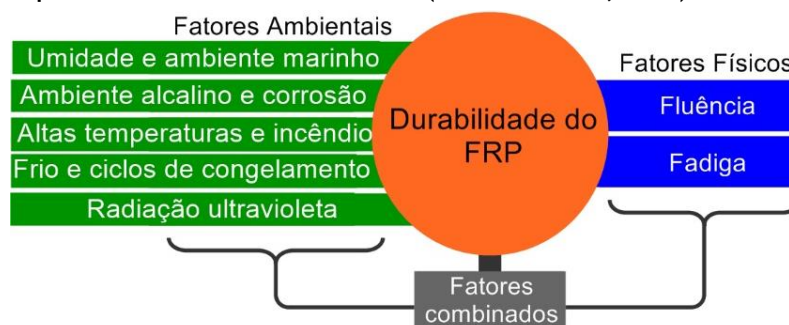 Fatores Ambientais
Umidade e ambiente marinho
Ambiente alcalino e corrosão
Altas temperaturas e incêndio
Frio e ciclos de congelamento
Radiação ultravioleta
Durabilidade do
FRP
Fatores Físicos
Fluência
Fadiga
Fatores
combinados